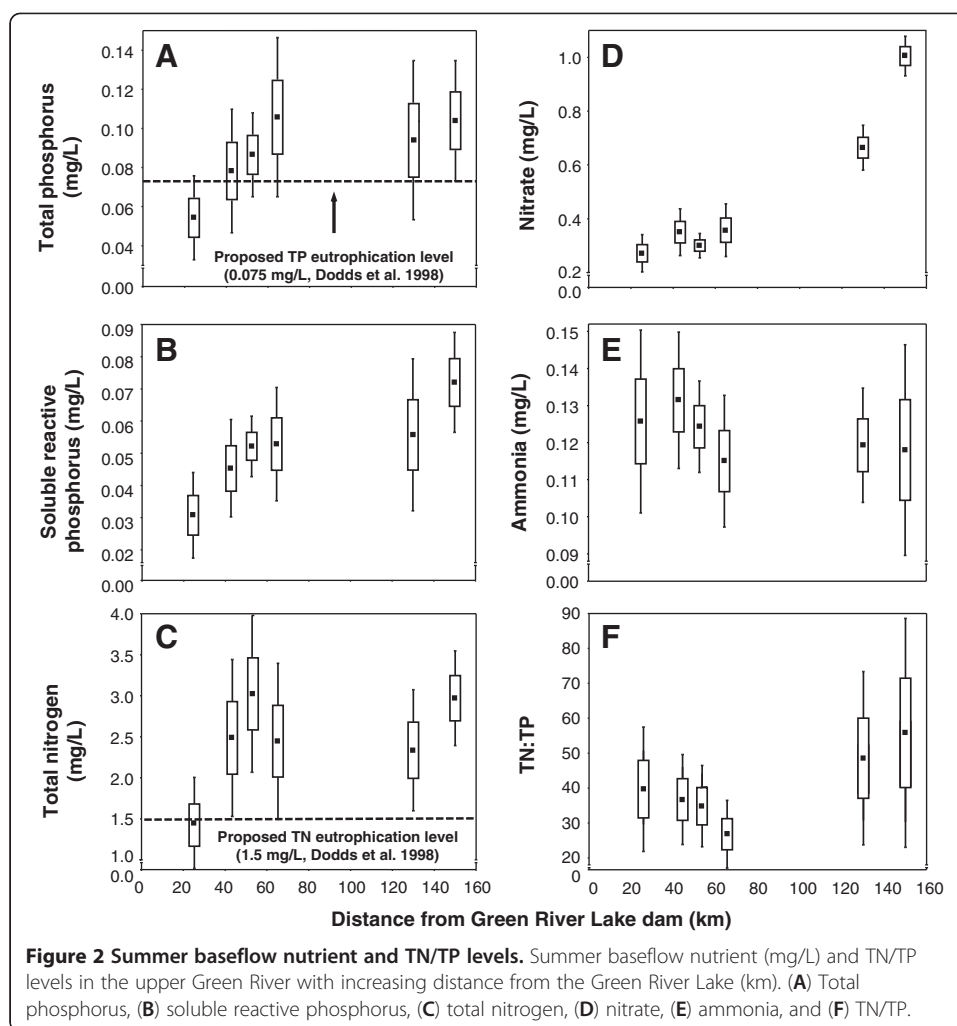 A
Total phosphorus
(mg/L)
0.14
0.12
0.10
0.08
0.06
0.04
0.00
Proposed TP eutrophication level
(0.075 mg/L, Dodds et al. 1998)
D
Nitrate (mg/L)
1.0
0.8
0.6
0.4
0.2
0.0
B
Soluble reactive
phosphorus (mg/L)
0.09
0.08
0.07
0.06
0.05
0.04
0.03
0.02
0.00
E
Ammonia (mg/L)
0.15
0.14
0.13
0.12
0.11
0.10
0.09
0.00
C
Total nitrogen
(mg/L)
4.0
3.5
3.0
2.5
2.0
1.5
1.0
0.0
Proposed TN eutrophication level
(1.5 mg/L, Dodds et al. 1998)
0 20 40 60 80 100 120 140 160
F
TN:TP
90
80
70
60
50
40
30
20
0
0 20 40 60 80 100 120 140 160
Distance from Green River Lake dam (km)
Figure 2 Summer baseflow nutrient and TN/TP levels. Summer baseflow nutrient (mg/L) and TN/TP
levels in the upper Green River with increasing distance from the Green River Lake (km). (A) Total
phosphorus, (B) soluble reactive phosphorus, (C) total nitrogen, (D) nitrate, (E) ammonia, and (F) TN/TP.